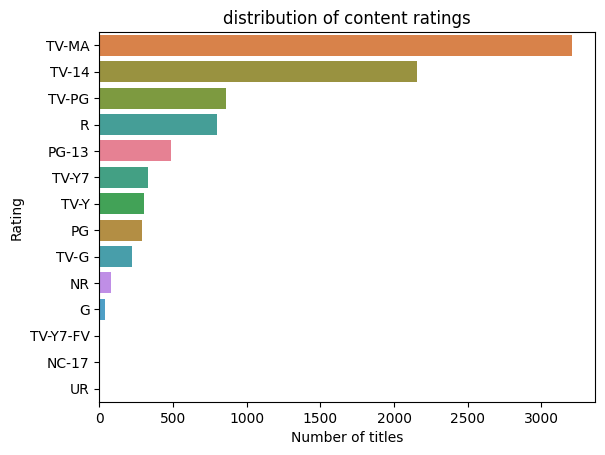 distribution of content ratings
Rating
TV-MA
TV-14
TV-PG
R
PG-13
TV-Y7
TV-Y
PG
TV-G
NR
G
TV-Y7-FV
NC-17
UR
0 500 1000 1500 2000 2500 3000
Number of titles